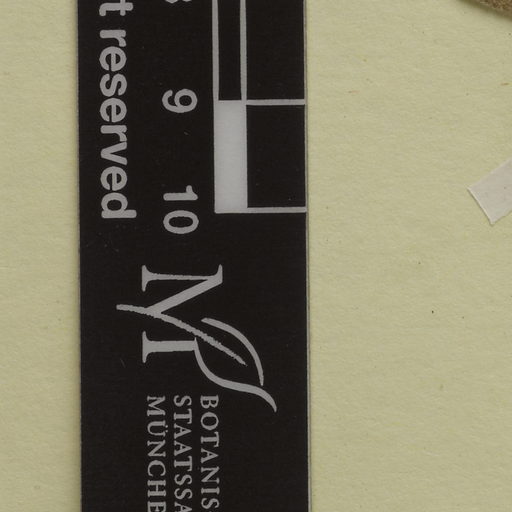 t reserved
9
10
BOTANIS
STAATSSA
MÜNCHE